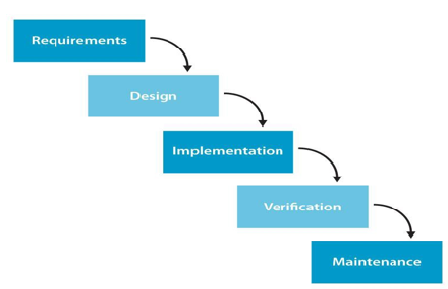 Requirements
Design
Implementation
Verification
Maintenance